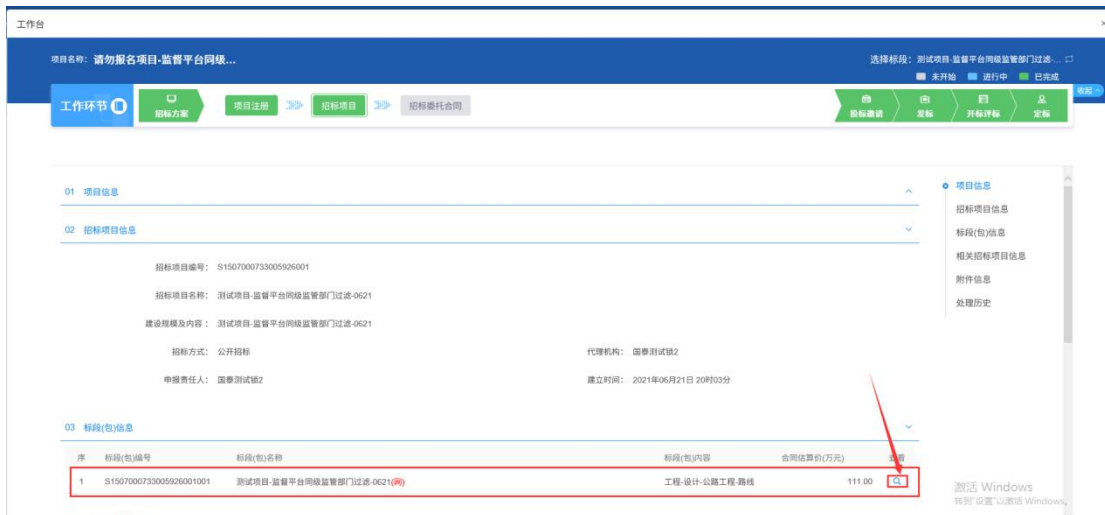 工作台
×
项目名称：请勿报名项目-监督平台同级...
选择标段：测试项目-监督平台同级监管部门过滤-...
未开始 进行中 已完成
工作环节 招标方案 项目注册 招标项目 招标委托合同 投标邀请 发标 开标评标 定标 收起
01 项目信息
02 招标项目信息
招标项目编号： S1507000733005926001
招标项目名称： 测试项目-监督平台同级监管部门过滤-0621
建设规模及内容： 测试项目-监督平台同级监管部门过滤-0621
招标方式： 公开招标 代理机构： 国泰测试锁2
申报责任人： 国泰测试锁2 建立时间： 2021年06月21日 20时03分
03 标段(包)信息
序 标段(包)编号 标段(包)名称 标段(包)内容 合同估算价(万元) 查看
1 S1507000733005926001001 测试项目-监督平台同级监管部门过滤-0621(网) 工程-设计-公路工程-路线 111.00
项目信息
招标项目信息
标段(包)信息
相关招标项目信息
附件信息
处理历史
激活 Windows
转到"设置"以激活 Windows。